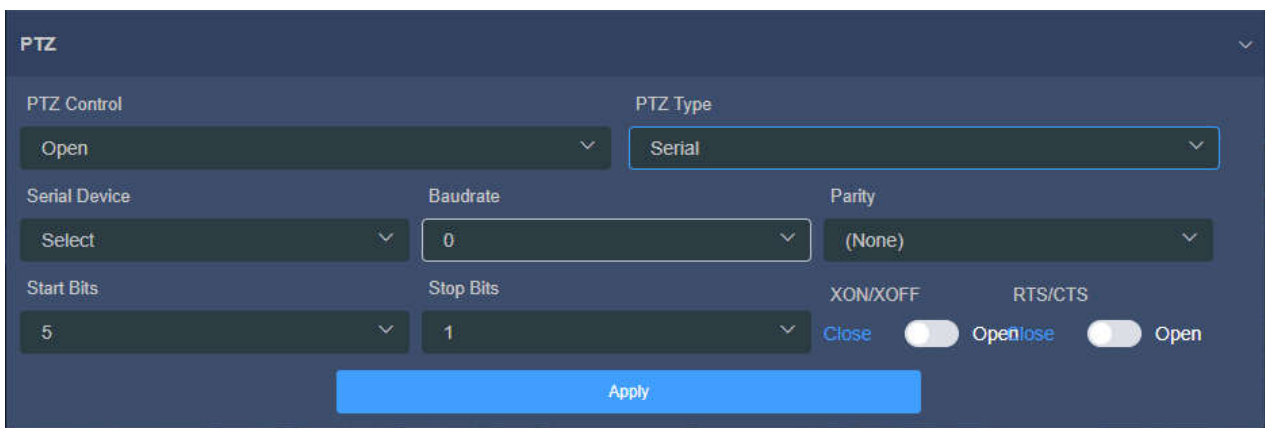 PTZ
PTZ Control PTZ Type
Open Serial
Serial Device Baudrate Parity
Select 0 (None)
Start Bits Stop Bits XON/XOFF RTS/CTS
5 1 Close Open Close Open
Apply